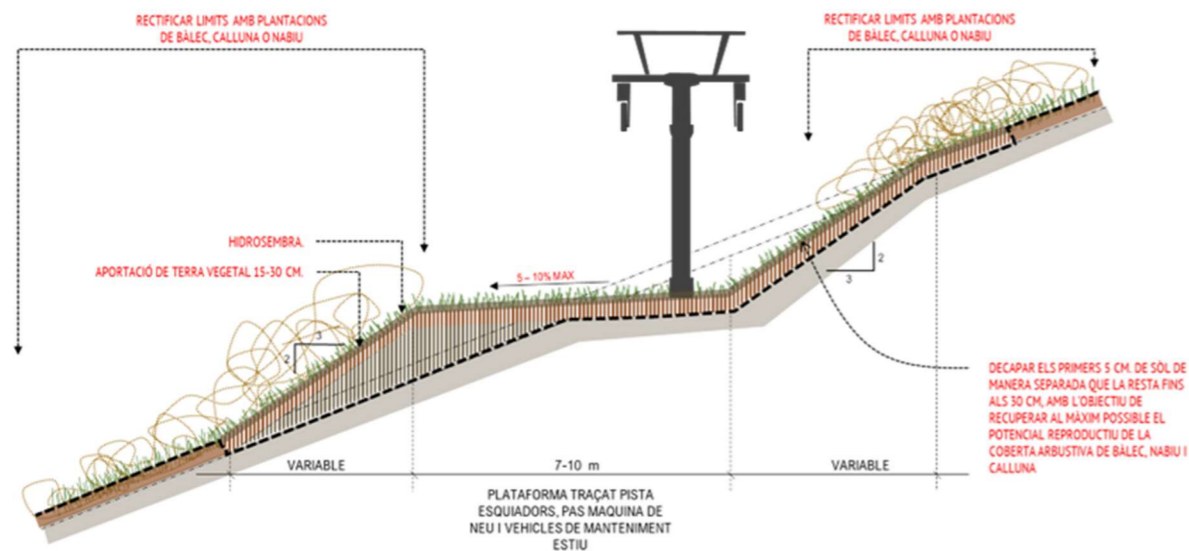 RECTIFICAR LIMITS AMB PLANTACIONS
DE BÀLEC, CALLUNA O NABIU
RECTIFICAR LIMITS AMB PLANTACIONS
DE BÀLEC, CALLUNA O NABIU
HIDROSEMBRA.
APORTACIÓ DE TERRA VEGETAL 15-30 CM.
5 – 10% MAX
2
3
3
2
DECAPAR ELS PRIMERS 5 CM. DE SÒL DE
MANERA SEPARADA QUE LA RESTA FINS
ALS 30 CM, AMB L'OBJECTIU DE
RECUPERAR AL MÀXIM POSSIBLE EL
POTENCIAL REPRODUCTIU DE LA
COBERTA ARBUSTIVA DE BÀLEC, NABIU I
CALLUNA
VARIABLE
7-10 m
VARIABLE
PLATAFORMA TRAÇAT PISTA
ESQUIADORS, PAS MAQUINA DE
NEU I VEHICLES DE MANTENIMENT
ESTIU